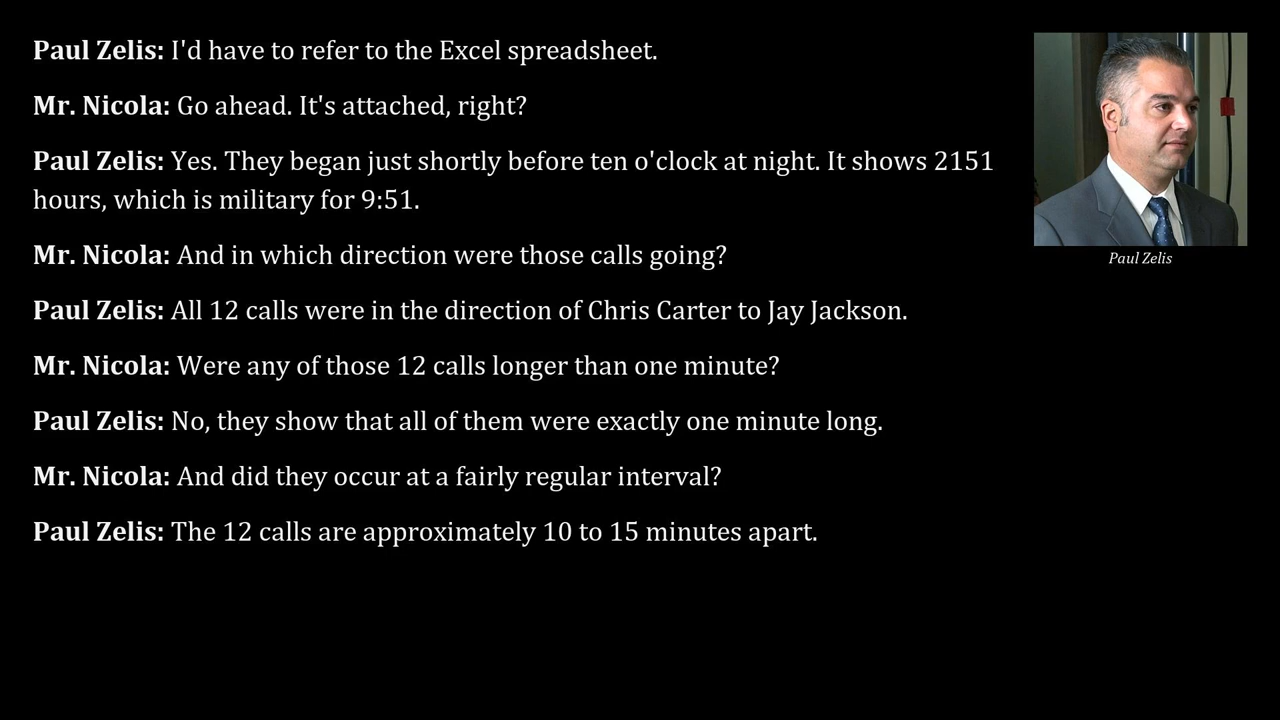 Paul Zelis: I'd have to refer to the Excel spreadsheet.
Mr. Nicola: Go ahead. It's attached, right?
Paul Zelis: Yes. They began just shortly before ten o'clock at night. It shows 2151
hours, which is military for 9:51.
Mr. Nicola: And in which direction were those calls going?
Paul Zelis: All 12 calls were in the direction of Chris Carter to Jay Jackson.
Mr. Nicola: Were any of those 12 calls longer than one minute?
Paul Zelis: No, they show that all of them were exactly one minute long.
Mr. Nicola: And did they occur at a fairly regular interval?
Paul Zelis: The 12 calls are approximately 10 to 15 minutes apart.
Paul Zelis